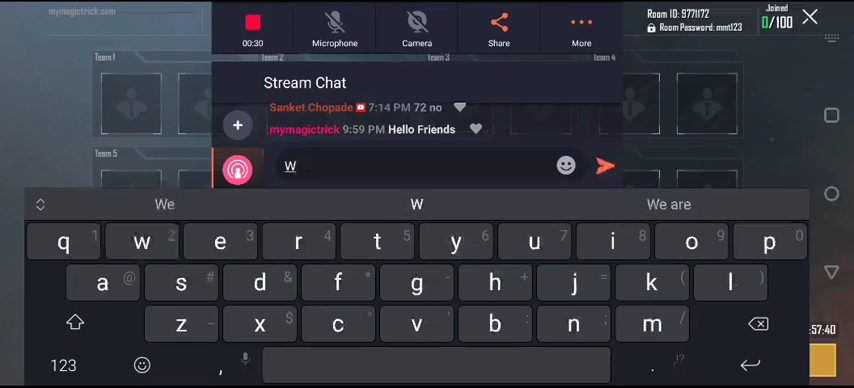 mymagictrick.com
00:30
Microphone
Camera
Share
More
Room ID: 9771172
Room Password: mmt123
Joined
0/100
Team 1
Team 2
Team 3
Team 4
Stream Chat
Sanket Chopade 7:14 PM 72 no
mymagictrick 9:59 PM Hello Friends
W
Team 5
We W We are
q 1 w 2 e 3 r 4 t 5 y 6 u 7 i 8 o 9 p 0
a @ s # d & f * g - h + j = k ( l )
z _ x $ c " v ' b : n ; m /
123 , . ,!?
:57:40